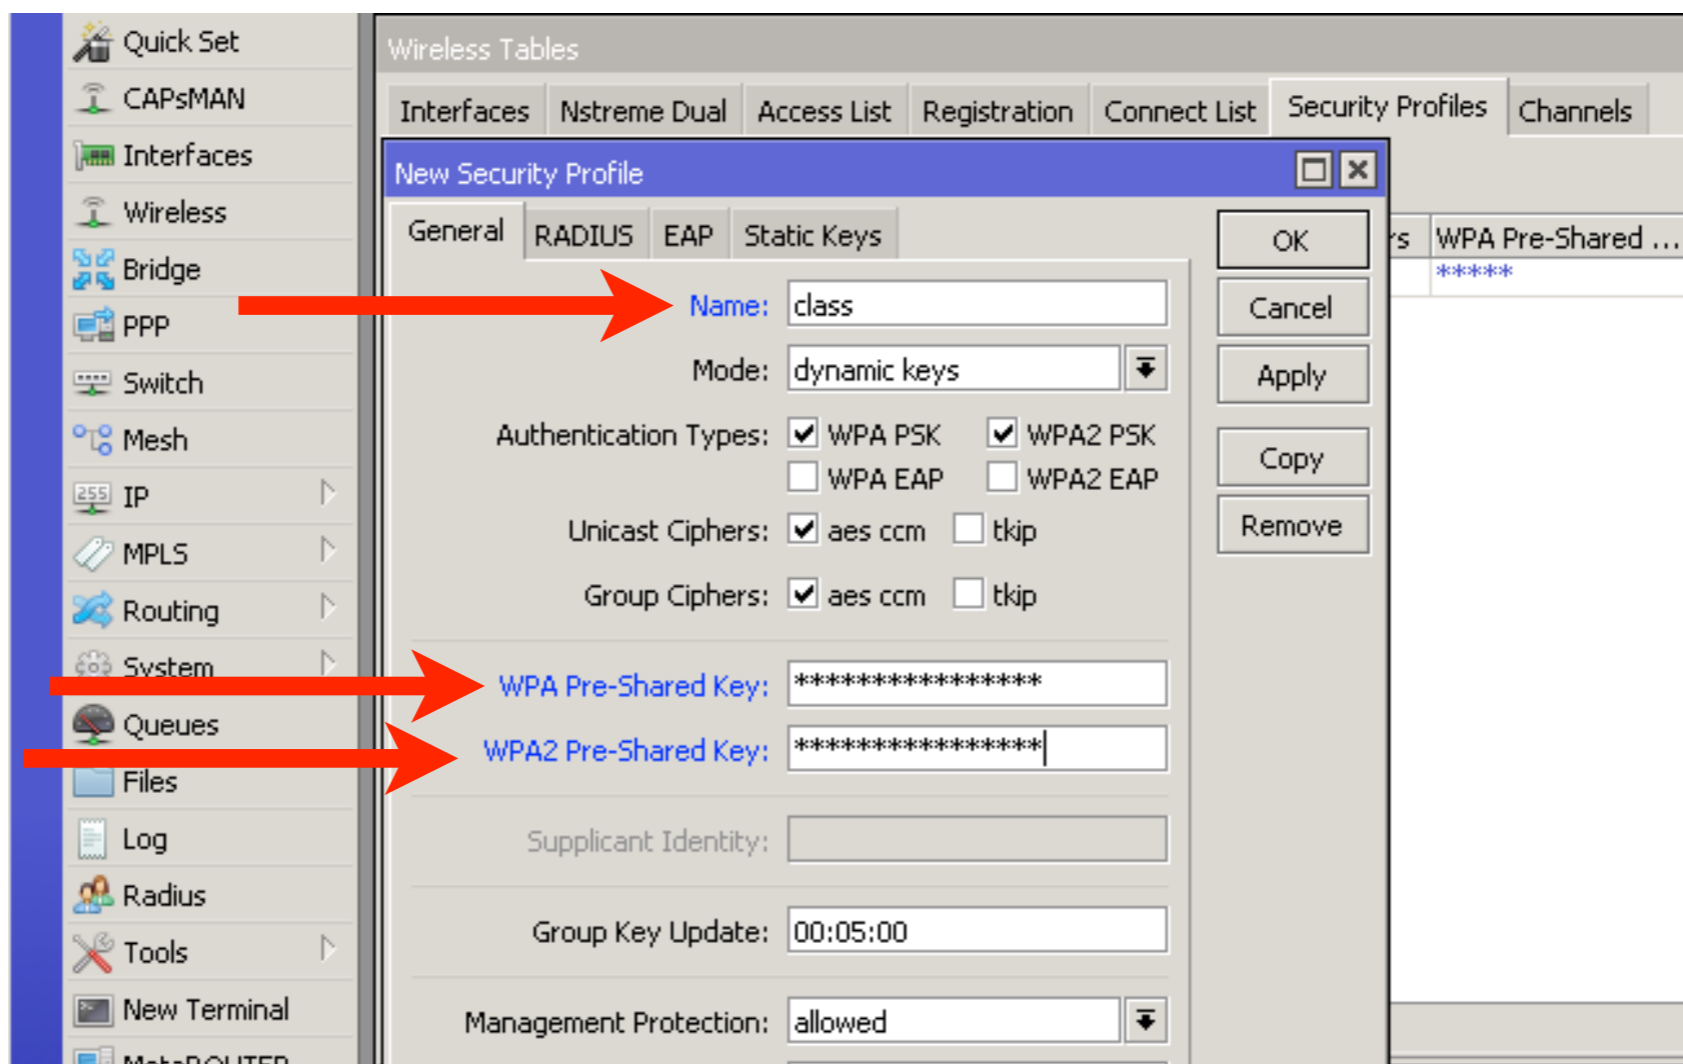 Quick Set
CAPsMAN
Interfaces
Wireless
Bridge
PPP
Switch
Mesh
255 IP
MPLS
Routing
System
Queues
Files
Log
Radius
Tools
New Terminal
MetaROUTER
Wireless Tables
Interfaces Nstreme Dual Access List Registration Connect List Security Profiles Channels
New Security Profile
General RADIUS EAP Static Keys
Name: class
Mode: dynamic keys
Authentication Types: WPA PSK WPA2 PSK
WPA EAP WPA2 EAP
Unicast Ciphers: aes ccm tkip
Group Ciphers: aes ccm tkip
WPA Pre-Shared Key: ****************
WPA2 Pre-Shared Key: ****************
Supplicant Identity:
Group Key Update: 00:05:00
Management Protection: allowed
OK
Cancel
Apply
Copy
Remove
rs WPA Pre-Shared ...
*****